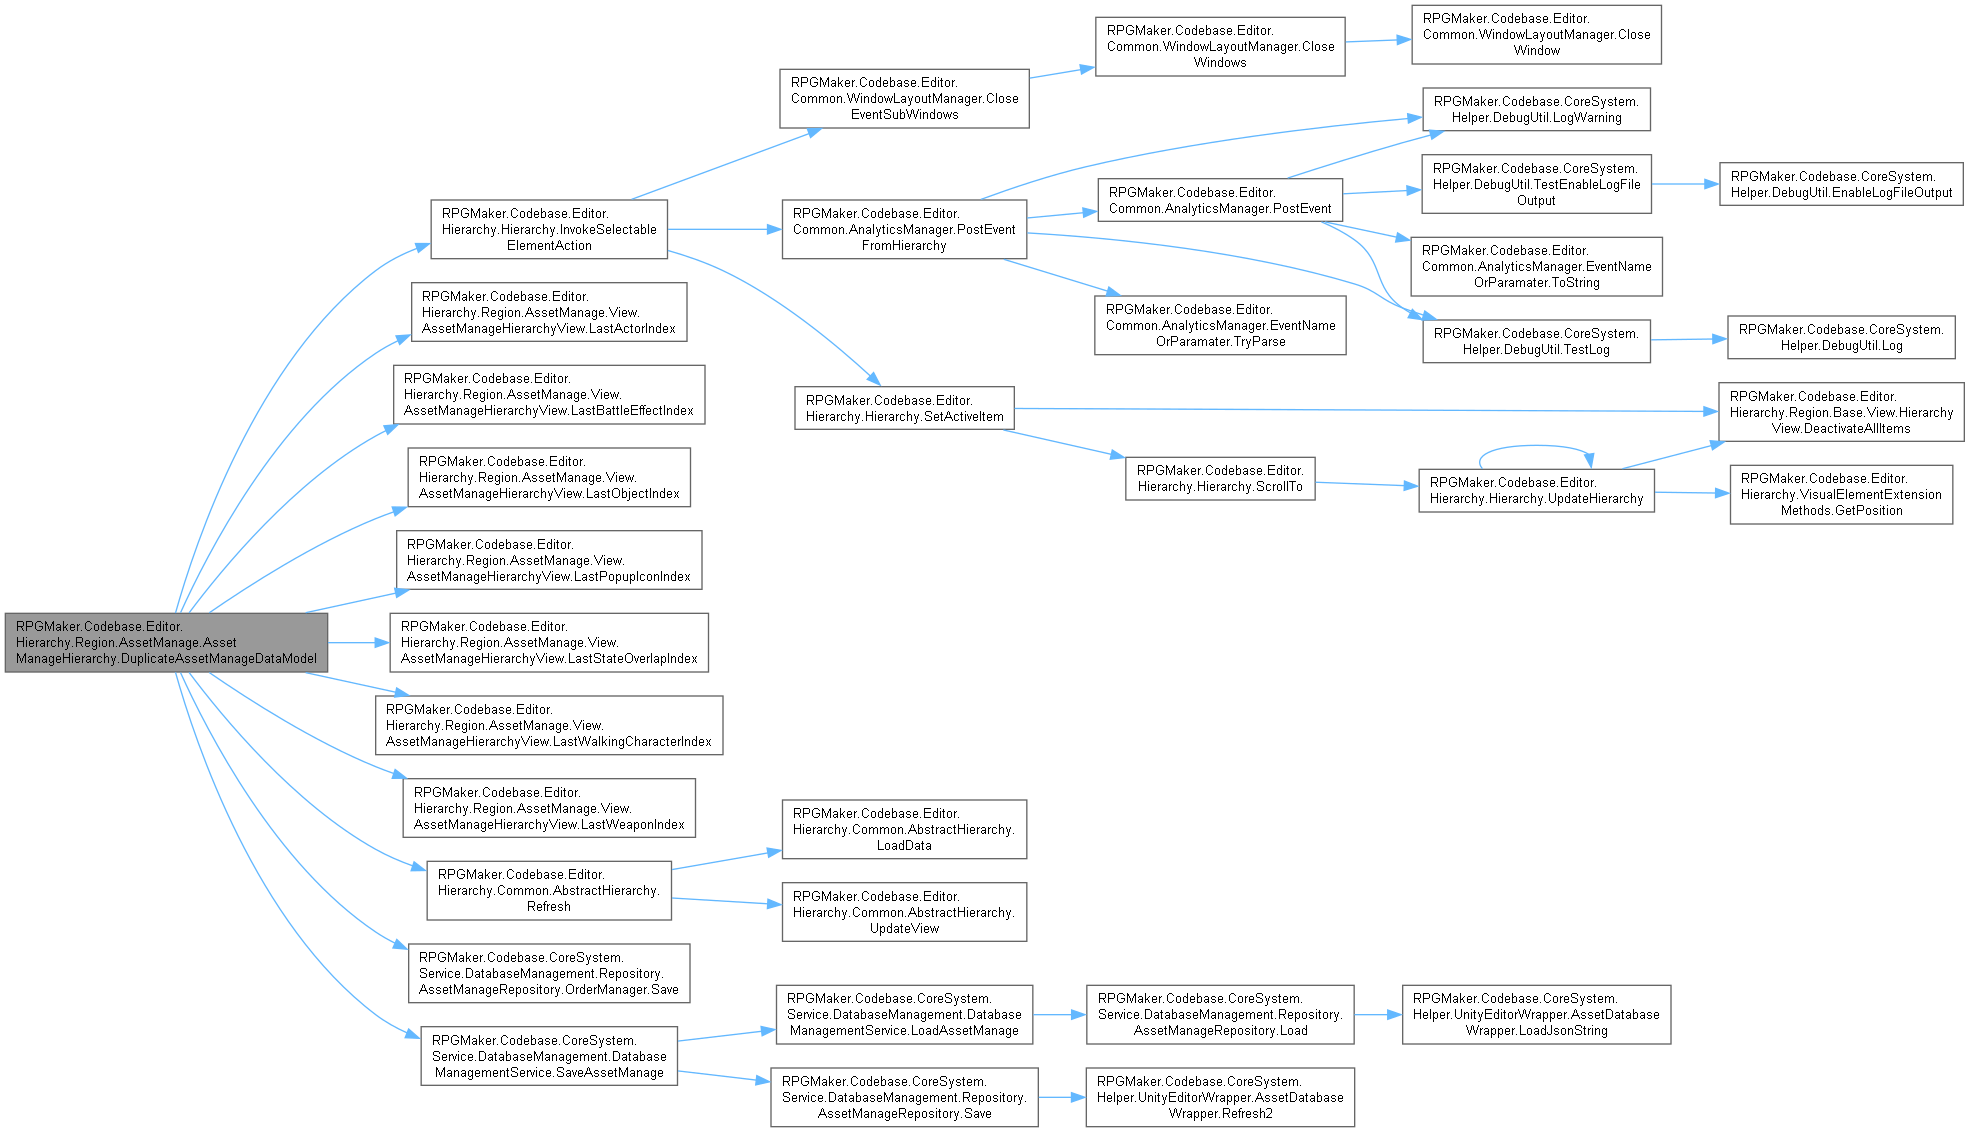 RPGMaker.Codebase.Editor.
Hierarchy.Region.AssetManage.Asset
ManageHierarchy.DuplicateAssetManageDataModel
RPGMaker.Codebase.Editor.
Hierarchy.Hierarchy.InvokeSelectable
ElementAction
RPGMaker.Codebase.Editor.
Common.WindowLayoutManager.Close
EventSubWindows
RPGMaker.Codebase.Editor.
Common.WindowLayoutManager.Close
Windows
RPGMaker.Codebase.Editor.
Common.WindowLayoutManager.Close
Window
RPGMaker.Codebase.Editor.
Common.AnalyticsManager.PostEvent
FromHierarchy
RPGMaker.Codebase.CoreSystem.
Helper.DebugUtil.LogWarning
RPGMaker.Codebase.Editor.
Common.AnalyticsManager.PostEvent
RPGMaker.Codebase.CoreSystem.
Helper.DebugUtil.TestEnableLogFile
Output
RPGMaker.Codebase.CoreSystem.
Helper.DebugUtil.EnableLogFileOutput
RPGMaker.Codebase.Editor.
Common.AnalyticsManager.EventName
OrParamater.ToString
RPGMaker.Codebase.Editor.
Common.AnalyticsManager.EventName
OrParamater.TryParse
RPGMaker.Codebase.CoreSystem.
Helper.DebugUtil.TestLog
RPGMaker.Codebase.CoreSystem.
Helper.DebugUtil.Log
RPGMaker.Codebase.Editor.
Hierarchy.Hierarchy.SetActiveItem
RPGMaker.Codebase.Editor.
Hierarchy.Region.Base.View.Hierarchy
View.DeactivateAllItems
RPGMaker.Codebase.Editor.
Hierarchy.Hierarchy.ScrollTo
RPGMaker.Codebase.Editor.
Hierarchy.Hierarchy.UpdateHierarchy
RPGMaker.Codebase.Editor.
Hierarchy.VisualElementExtension
Methods.GetPosition
RPGMaker.Codebase.Editor.
Hierarchy.Region.AssetManage.View.
AssetManageHierarchyView.LastActorIndex
RPGMaker.Codebase.Editor.
Hierarchy.Region.AssetManage.View.
AssetManageHierarchyView.LastBattleEffectIndex
RPGMaker.Codebase.Editor.
Hierarchy.Region.AssetManage.View.
AssetManageHierarchyView.LastObjectIndex
RPGMaker.Codebase.Editor.
Hierarchy.Region.AssetManage.View.
AssetManageHierarchyView.LastPopupIconIndex
RPGMaker.Codebase.Editor.
Hierarchy.Region.AssetManage.View.
AssetManageHierarchyView.LastStateOverlapIndex
RPGMaker.Codebase.Editor.
Hierarchy.Region.AssetManage.View.
AssetManageHierarchyView.LastWalkingCharacterIndex
RPGMaker.Codebase.Editor.
Hierarchy.Region.AssetManage.View.
AssetManageHierarchyView.LastWeaponIndex
RPGMaker.Codebase.Editor.
Hierarchy.Common.AbstractHierarchy.
Refresh
RPGMaker.Codebase.Editor.
Hierarchy.Common.AbstractHierarchy.
LoadData
RPGMaker.Codebase.Editor.
Hierarchy.Common.AbstractHierarchy.
UpdateView
RPGMaker.Codebase.CoreSystem.
Service.DatabaseManagement.Repository.
AssetManageRepository.OrderManager.Save
RPGMaker.Codebase.CoreSystem.
Service.DatabaseManagement.Database
ManagementService.SaveAssetManage
RPGMaker.Codebase.CoreSystem.
Service.DatabaseManagement.Database
ManagementService.LoadAssetManage
RPGMaker.Codebase.CoreSystem.
Service.DatabaseManagement.Repository.
AssetManageRepository.Load
RPGMaker.Codebase.CoreSystem.
Helper.UnityEditorWrapper.AssetDatabase
Wrapper.LoadJsonString
RPGMaker.Codebase.CoreSystem.
Service.DatabaseManagement.Repository.
AssetManageRepository.Save
RPGMaker.Codebase.CoreSystem.
Helper.UnityEditorWrapper.AssetDatabase
Wrapper.Refresh2